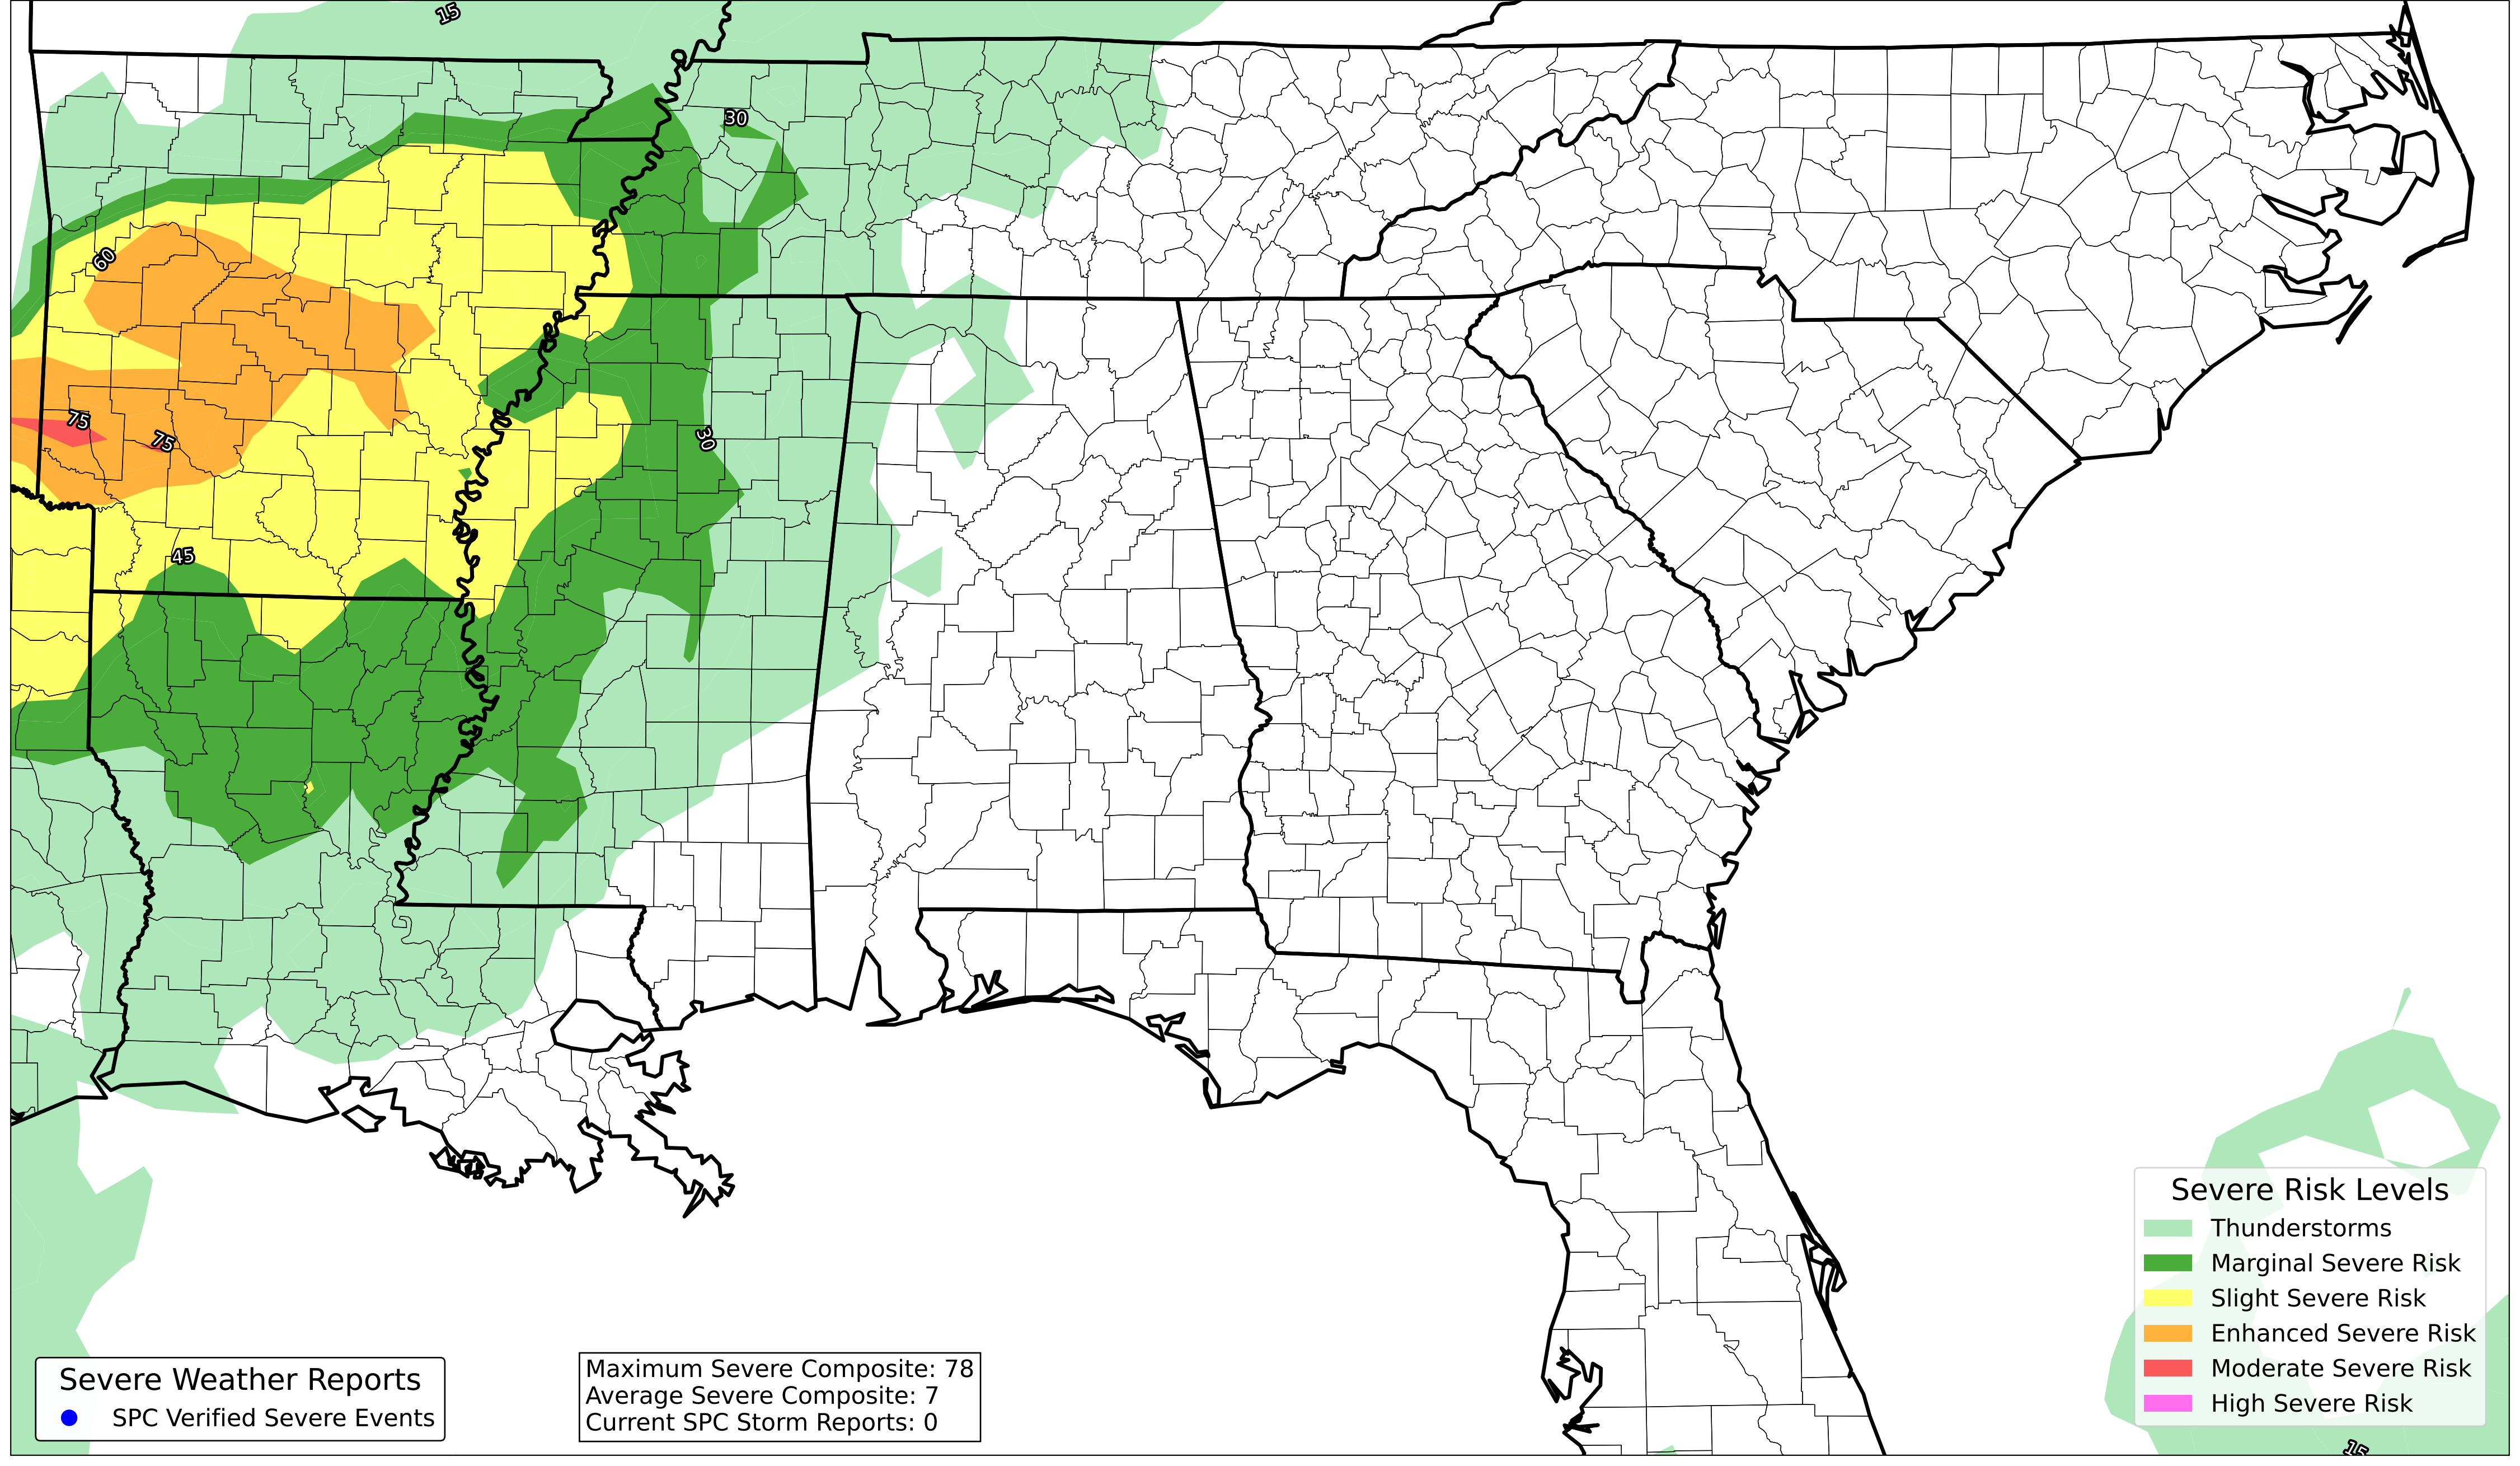 15
30
60
75
75
30
45
Severe Risk Levels
Thunderstorms
Marginal Severe Risk
Slight Severe Risk
Enhanced Severe Risk
Moderate Severe Risk
High Severe Risk
Severe Weather Reports
SPC Verified Severe Events
Maximum Severe Composite: 78
Average Severe Composite: 7
Current SPC Storm Reports: 0
15